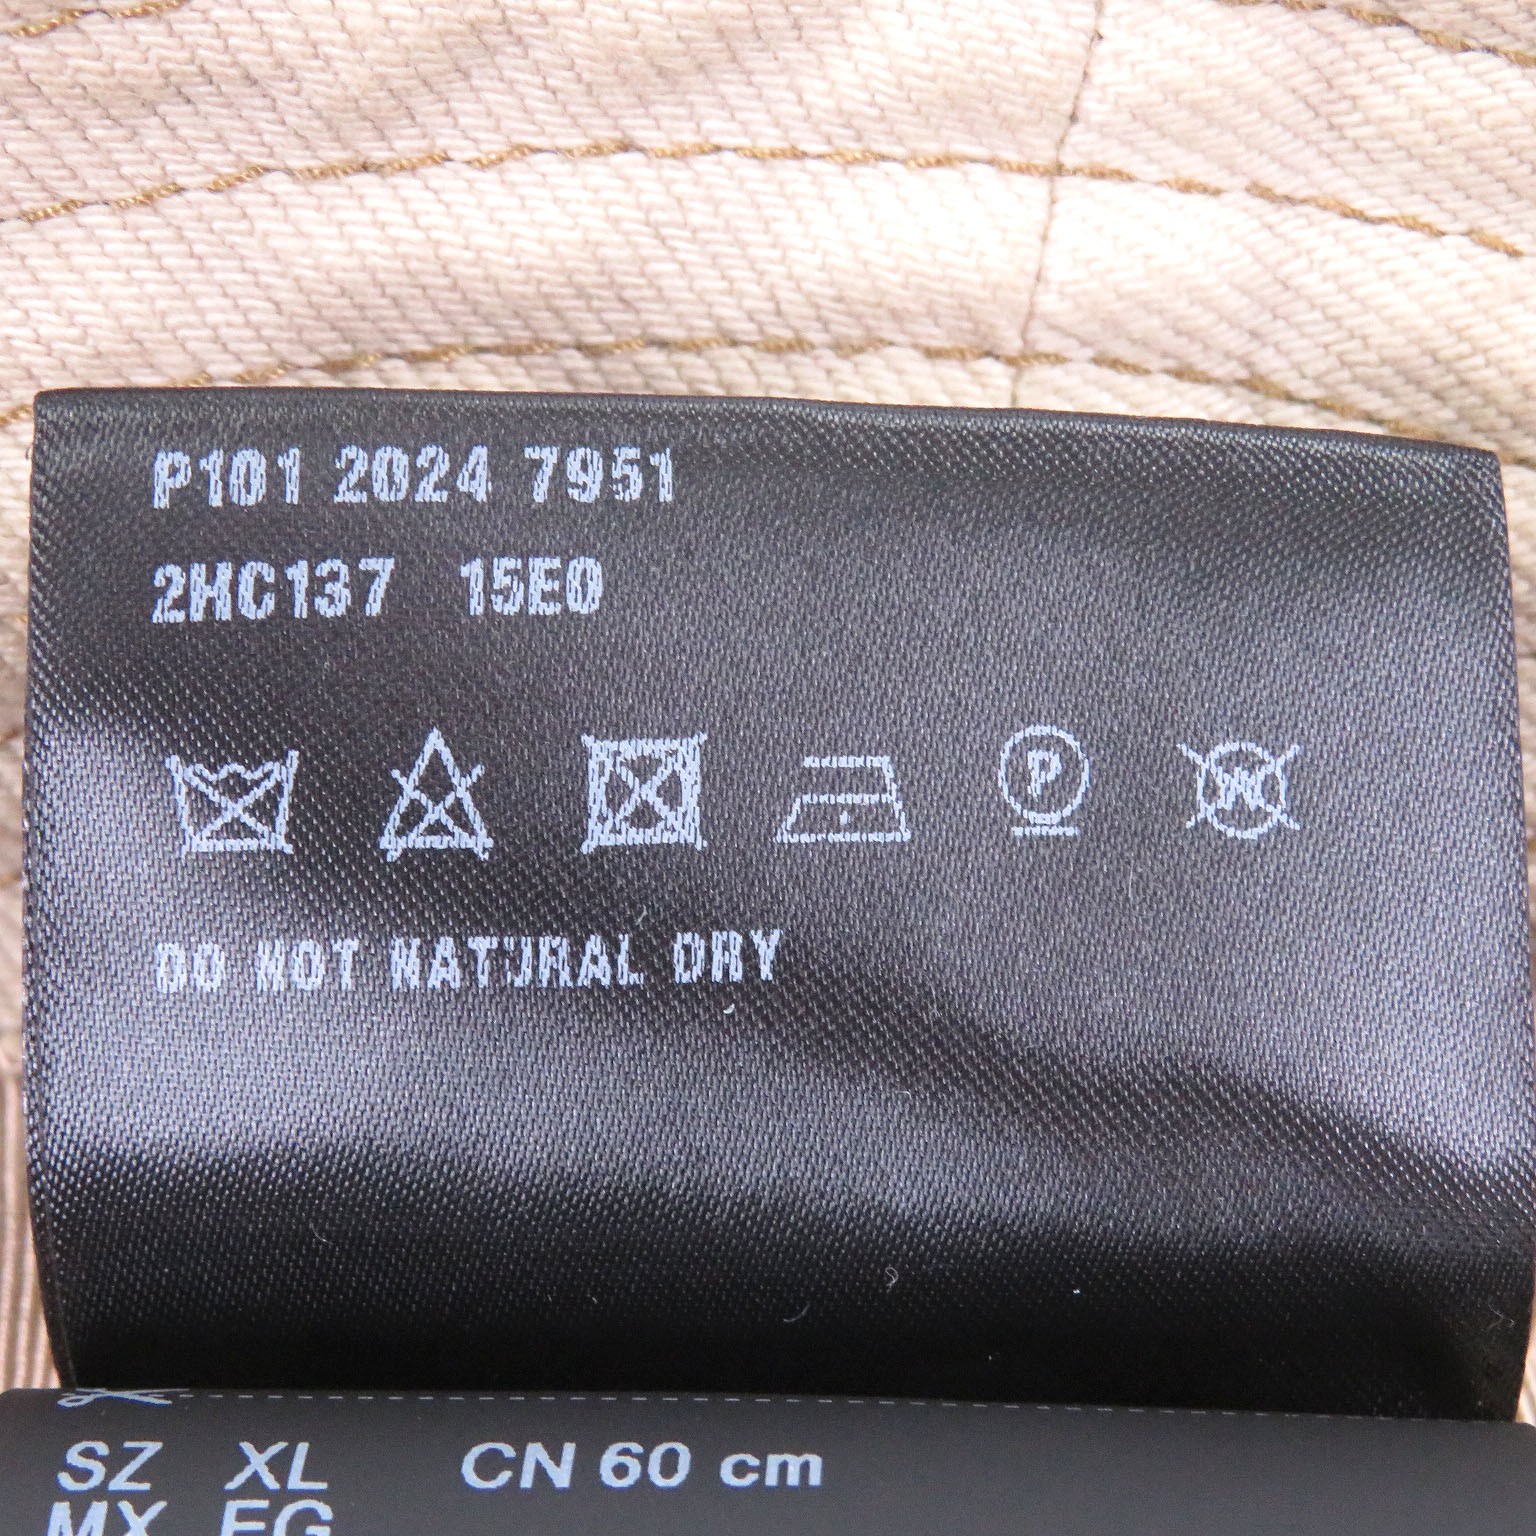 P101 2024 7951
2HC137 15E0
P
W
DO NOT NATURAL DRY
SZ XL CN 60 cm
MX EG